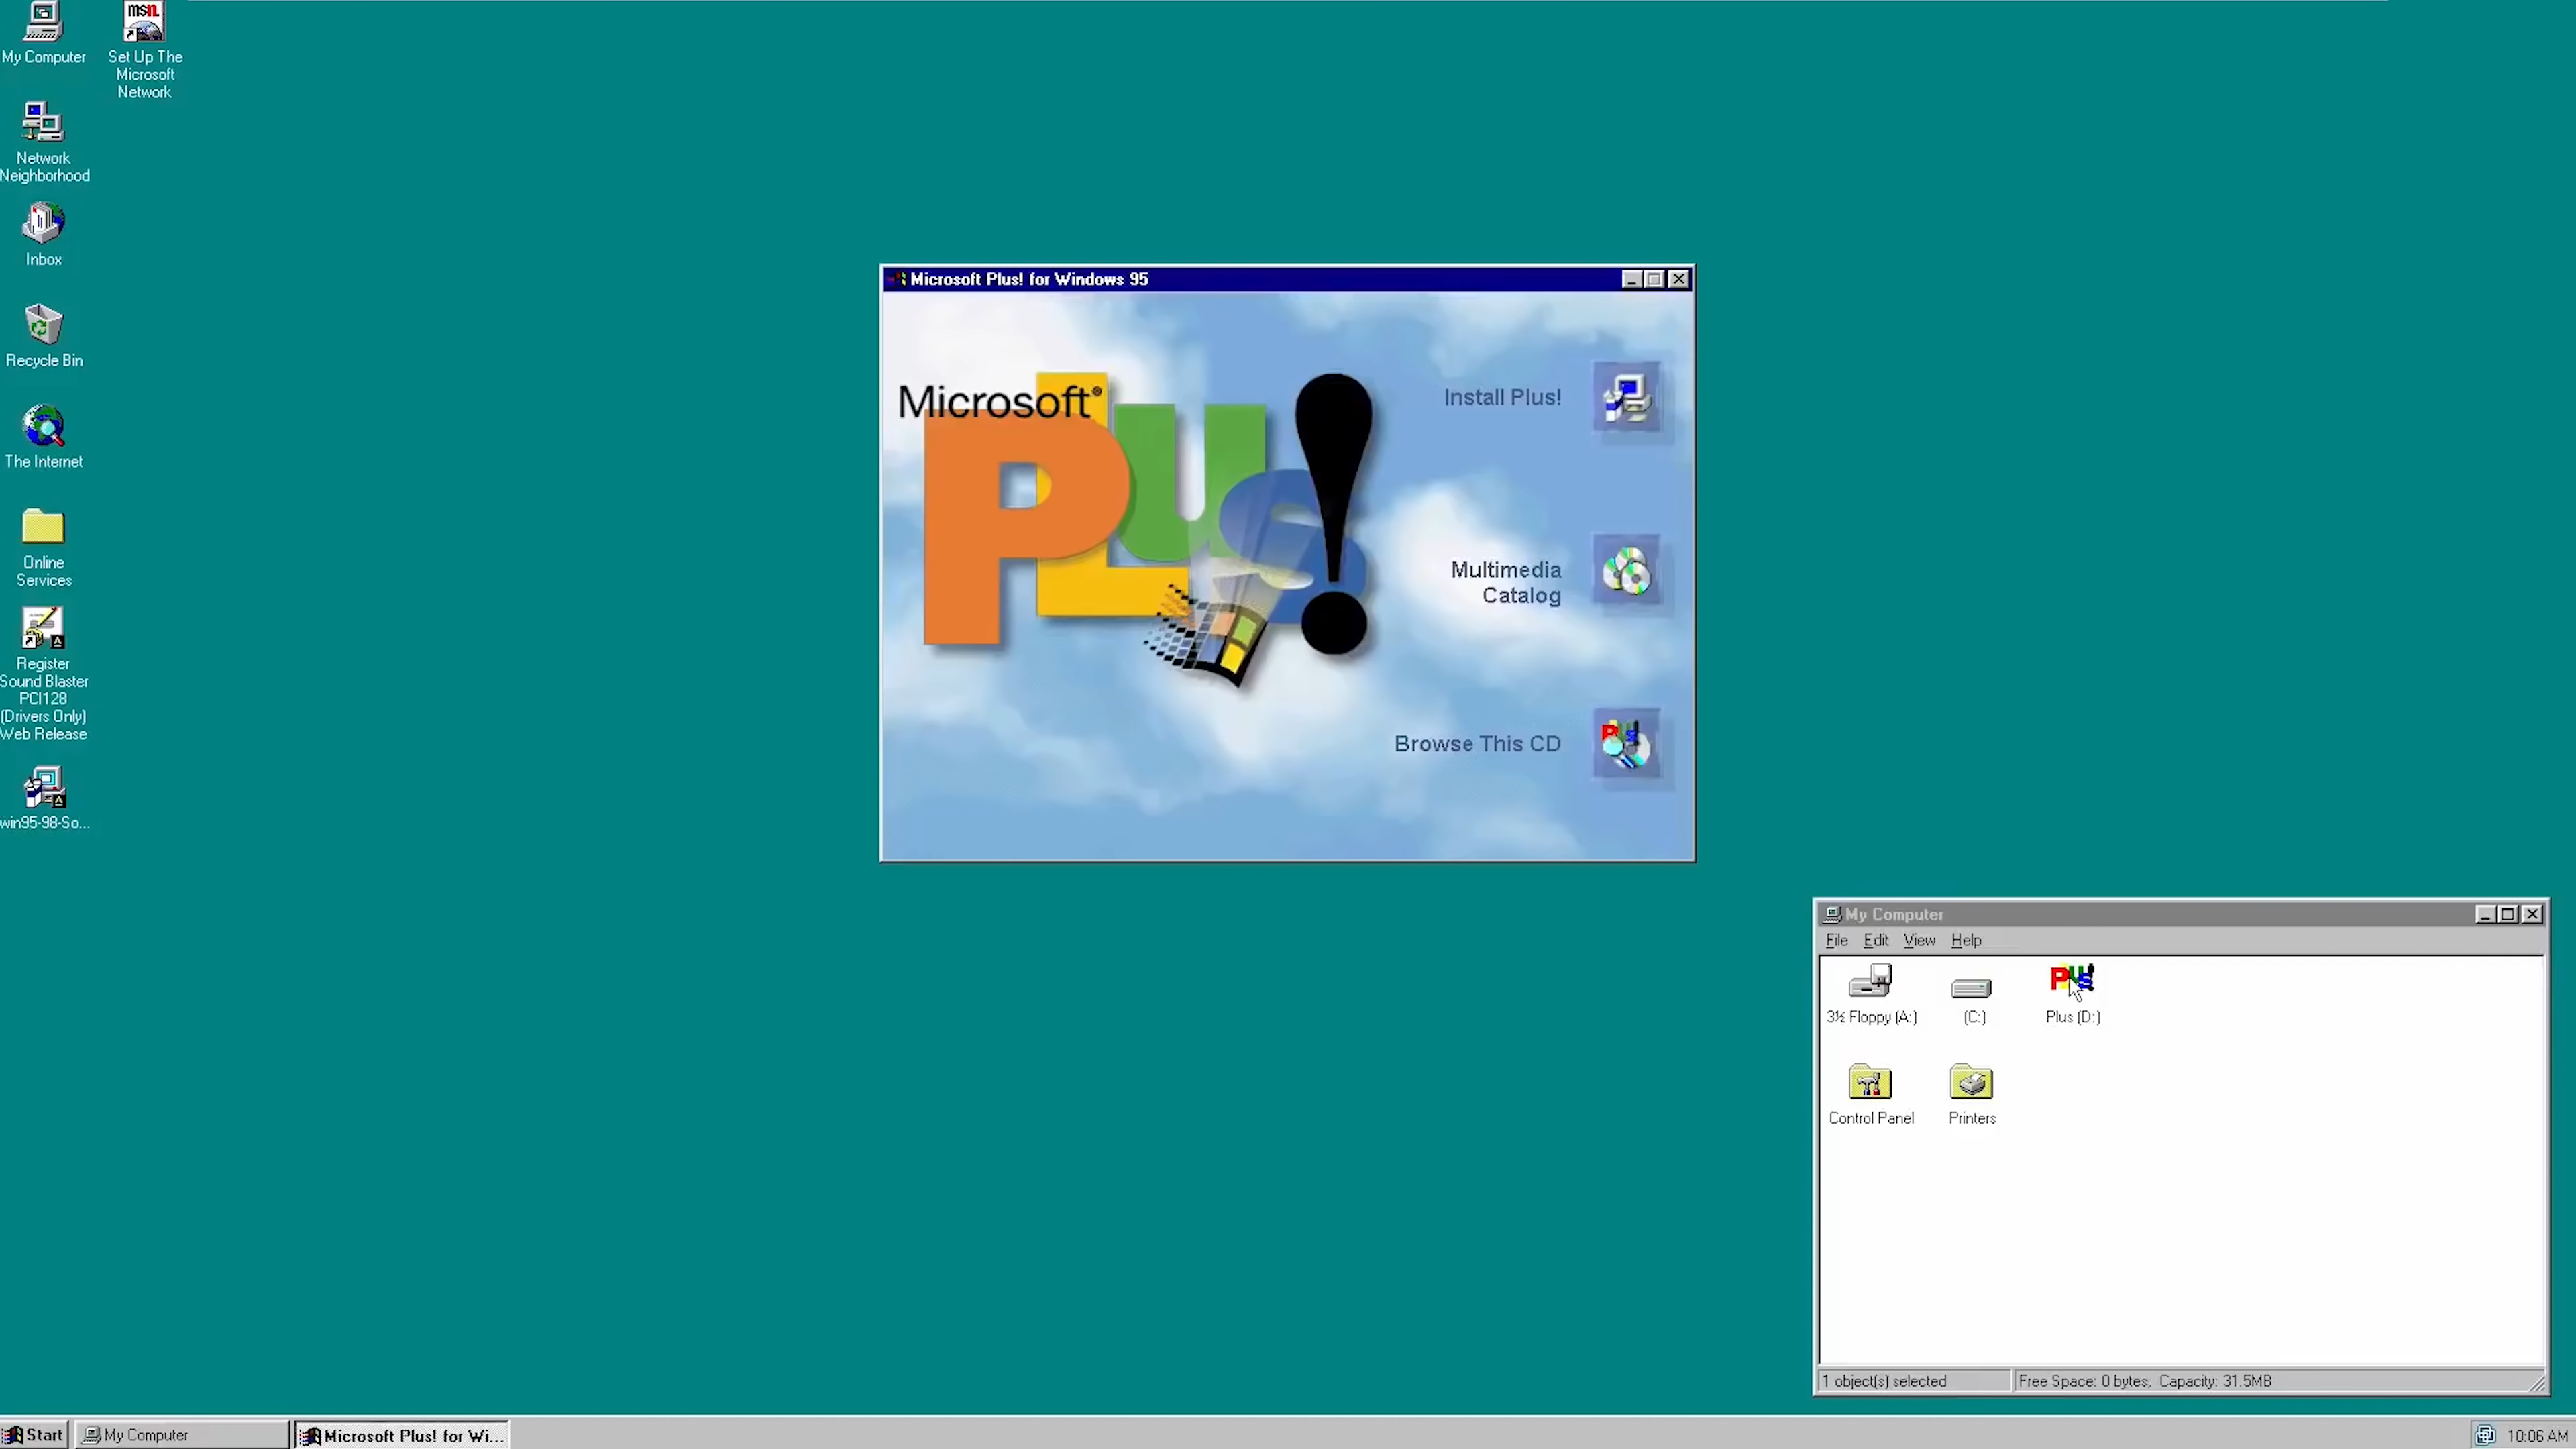 My Computer
Set Up The
Microsoft
Network
Network
Neighborhood
Inbox
Recycle Bin
The Internet
Online
Services
Register
Sound Blaster
PCI128
(Drivers Only)
Web Release
win95-98-So...
Microsoft Plus! for Windows 95
Microsoft®
PLUS!
Install Plus!
Multimedia
Catalog
Browse This CD
My Computer
File Edit View Help
3½ Floppy (A:)
(C:)
Plus (D:)
Control Panel
Printers
1 object(s) selected
Free Space: 0 bytes, Capacity: 31.5MB
Start
My Computer
Microsoft Plus! for Wi...
10:06 AM